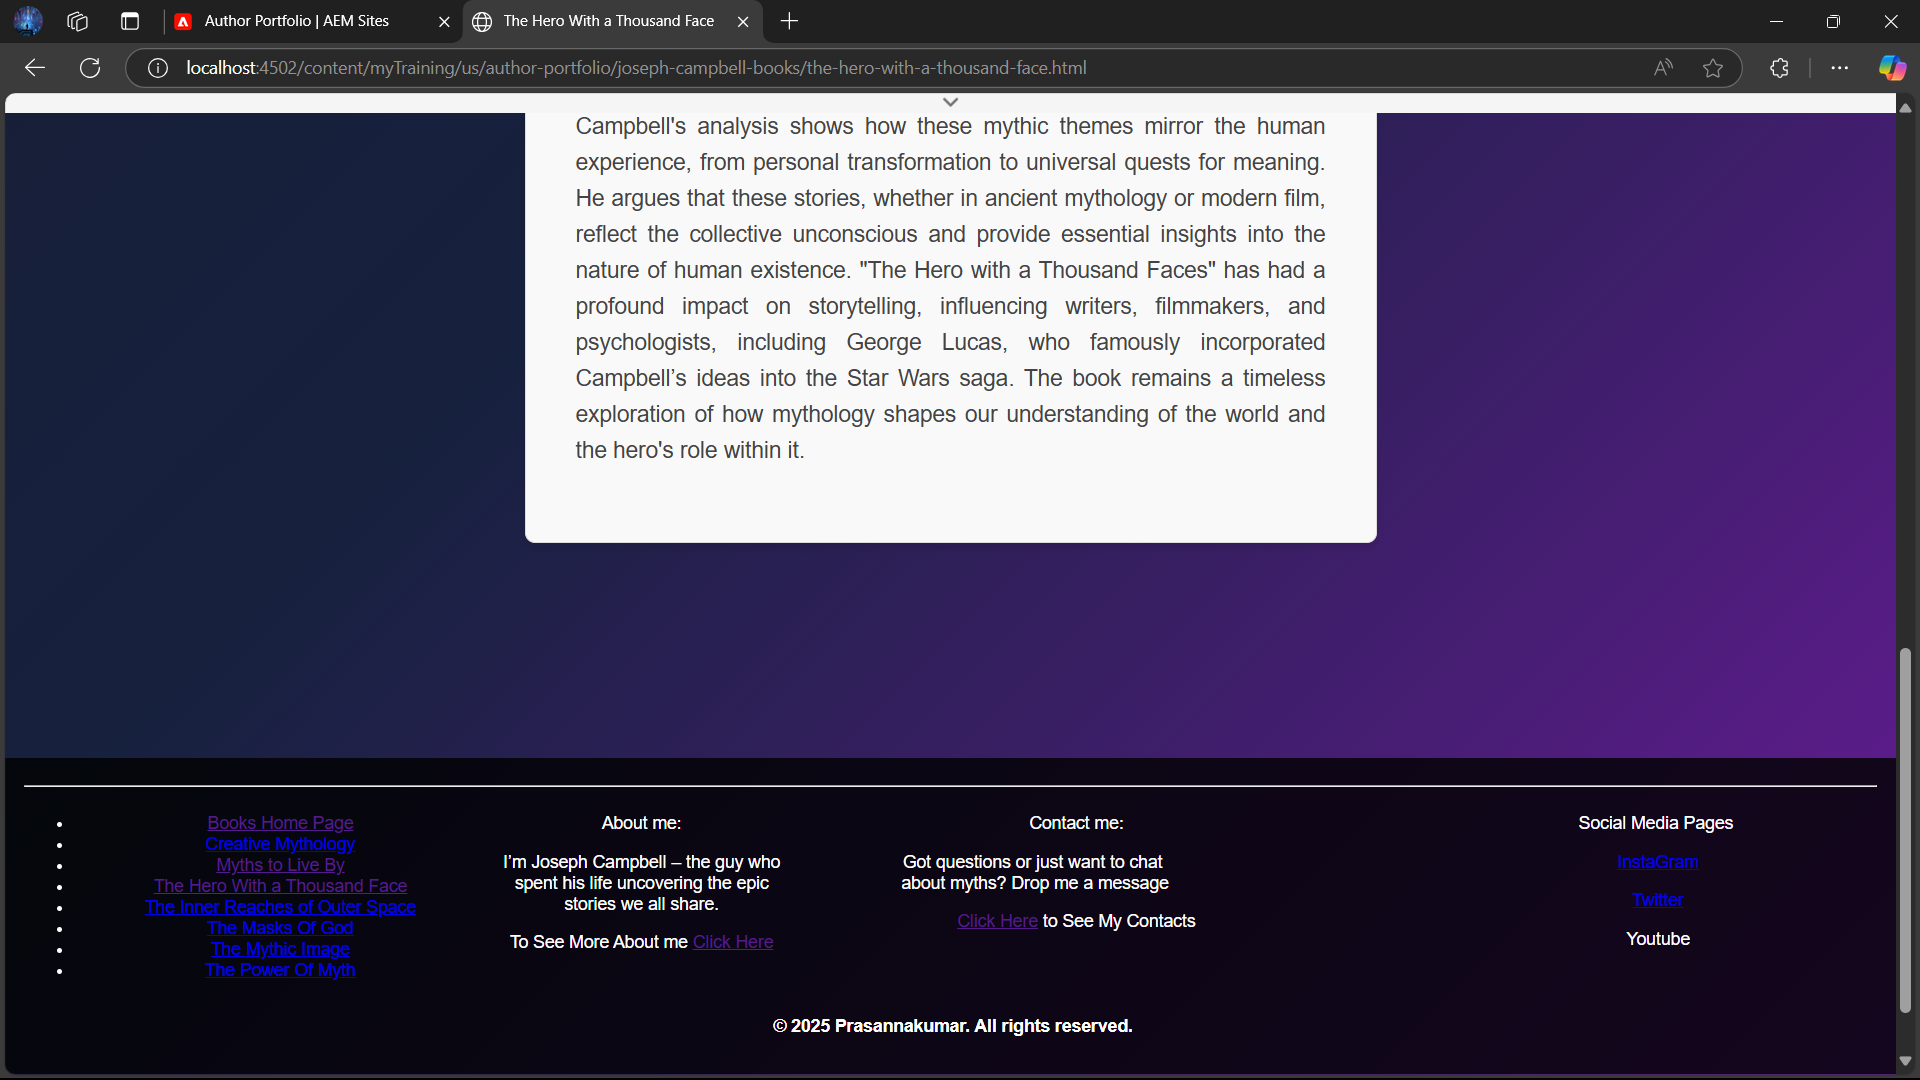 Author Portfolio | AEM Sites
The Hero With a Thousand Face
localhost:4502/content/myTraining/us/author-portfolio/joseph-campbell-books/the-hero-with-a-thousand-face.html
Campbell's analysis shows how these mythic themes mirror the human
experience, from personal transformation to universal quests for meaning.
He argues that these stories, whether in ancient mythology or modern film,
reflect the collective unconscious and provide essential insights into the
nature of human existence. "The Hero with a Thousand Faces" has had a
profound impact on storytelling, influencing writers, filmmakers, and
psychologists, including George Lucas, who famously incorporated
Campbell’s ideas into the Star Wars saga. The book remains a timeless
exploration of how mythology shapes our understanding of the world and
the hero's role within it.
Books Home Page
Creative Mythology
Myths to Live By
The Hero With a Thousand Face
The Inner Reaches of Outer Space
The Masks Of God
The Mythic Image
The Power Of Myth
About me:
I’m Joseph Campbell – the guy who
spent his life uncovering the epic
stories we all share.
To See More About me Click Here
Contact me:
Got questions or just want to chat
about myths? Drop me a message
Click Here to See My Contacts
Social Media Pages
InstaGram
Twitter
Youtube
© 2025 Prasannakumar. All rights reserved.